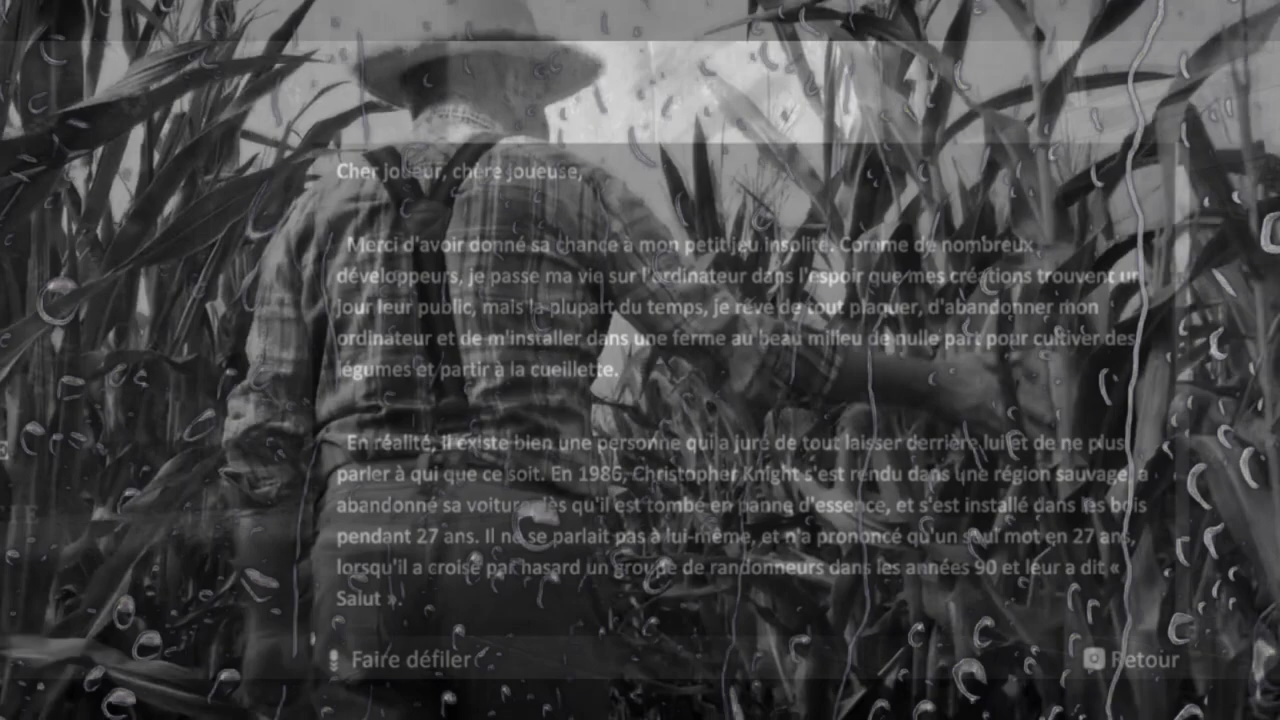 Cher joueur, chère joueuse,
Merci d'avoir donné sa chance à mon petit jeu insolite. Comme de nombreux
développeurs, je passe ma vie sur l'ordinateur dans l'espoir que mes créations trouvent un
jour leur public, mais la plupart du temps, je rêve de tout plaquer, d'abandonner mon
ordinateur et de m'installer dans une ferme au beau milieu de nulle part pour cultiver des
légumes et partir à la cueillette.
En réalité, il existe bien une personne qui a juré de tout laisser derrière lui et de ne plus
parler à qui que ce soit. En 1986, Christopher Knight s'est rendu dans une région sauvage, a
abandonné sa voiture dès qu'il est tombé en panne d'essence, et s'est installé dans les bois
pendant 27 ans. Il ne se parlait pas à lui-même, et n'a prononcé qu'un seul mot en 27 ans,
lorsqu'il a croisé par hasard un groupe de randonneurs dans les années 90 et leur a dit «
Salut ».
Faire défiler
Retour